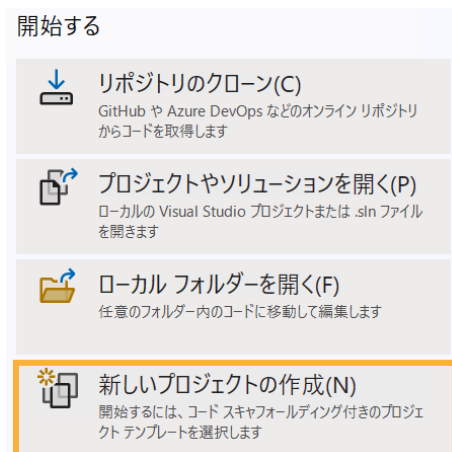 開始する
リポジトリのクローン(C)
GitHub や Azure DevOps などのオンライン リポジトリ
からコードを取得します
プロジェクトやソリューションを開く(P)
ローカルの Visual Studio プロジェクトまたは .sln ファイル
を開きます
ローカル フォルダーを開く(F)
任意のフォルダー内のコードに移動して編集します
新しいプロジェクトの作成(N)
開始するには、コード スキャフォールディング付きのプロジェ
クト テンプレートを選択します